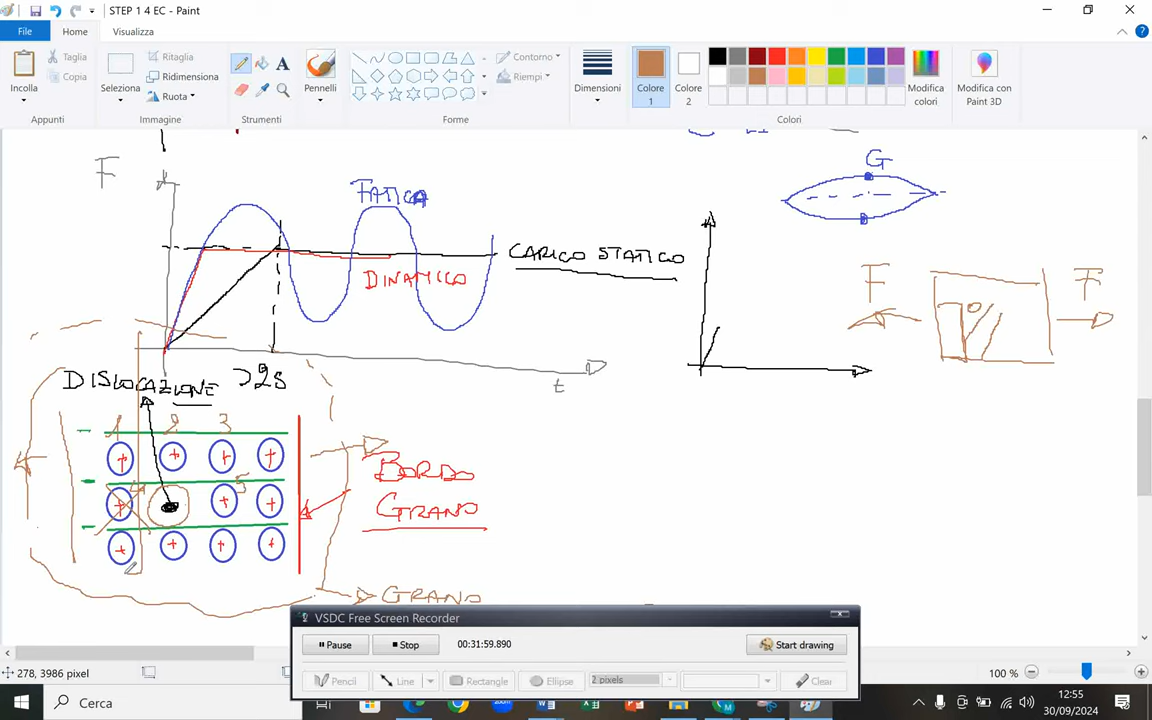 STEP 1 4 EC - Paint
File
Home
Visualizza
Incolla
Taglia
Copia
Appunti
Seleziona
Ritaglia
Ridimensiona
Ruota
Immagine
A
Strumenti
Pennelli
Contorno
Riempi
Forme
Dimensioni
Colore 1
Colore 2
Colori
Modifica colori
Modifica con Paint 3D
F
FATICA
G
CARICO STATICO
DINAMICO
t
F
F
DISLOCAZIONE >2S
1 2 3
+ + + +
4 5
+ + +
+ + + +
BORDO
GRANO
GRANO
VSDC Free Screen Recorder
Pause
Stop
00:31:59.890
Start drawing
Pencil
Line
Rectangle
Ellipse
2 pixels
Clear
278, 3986 pixel
100 %
Cerca
12:55
30/09/2024